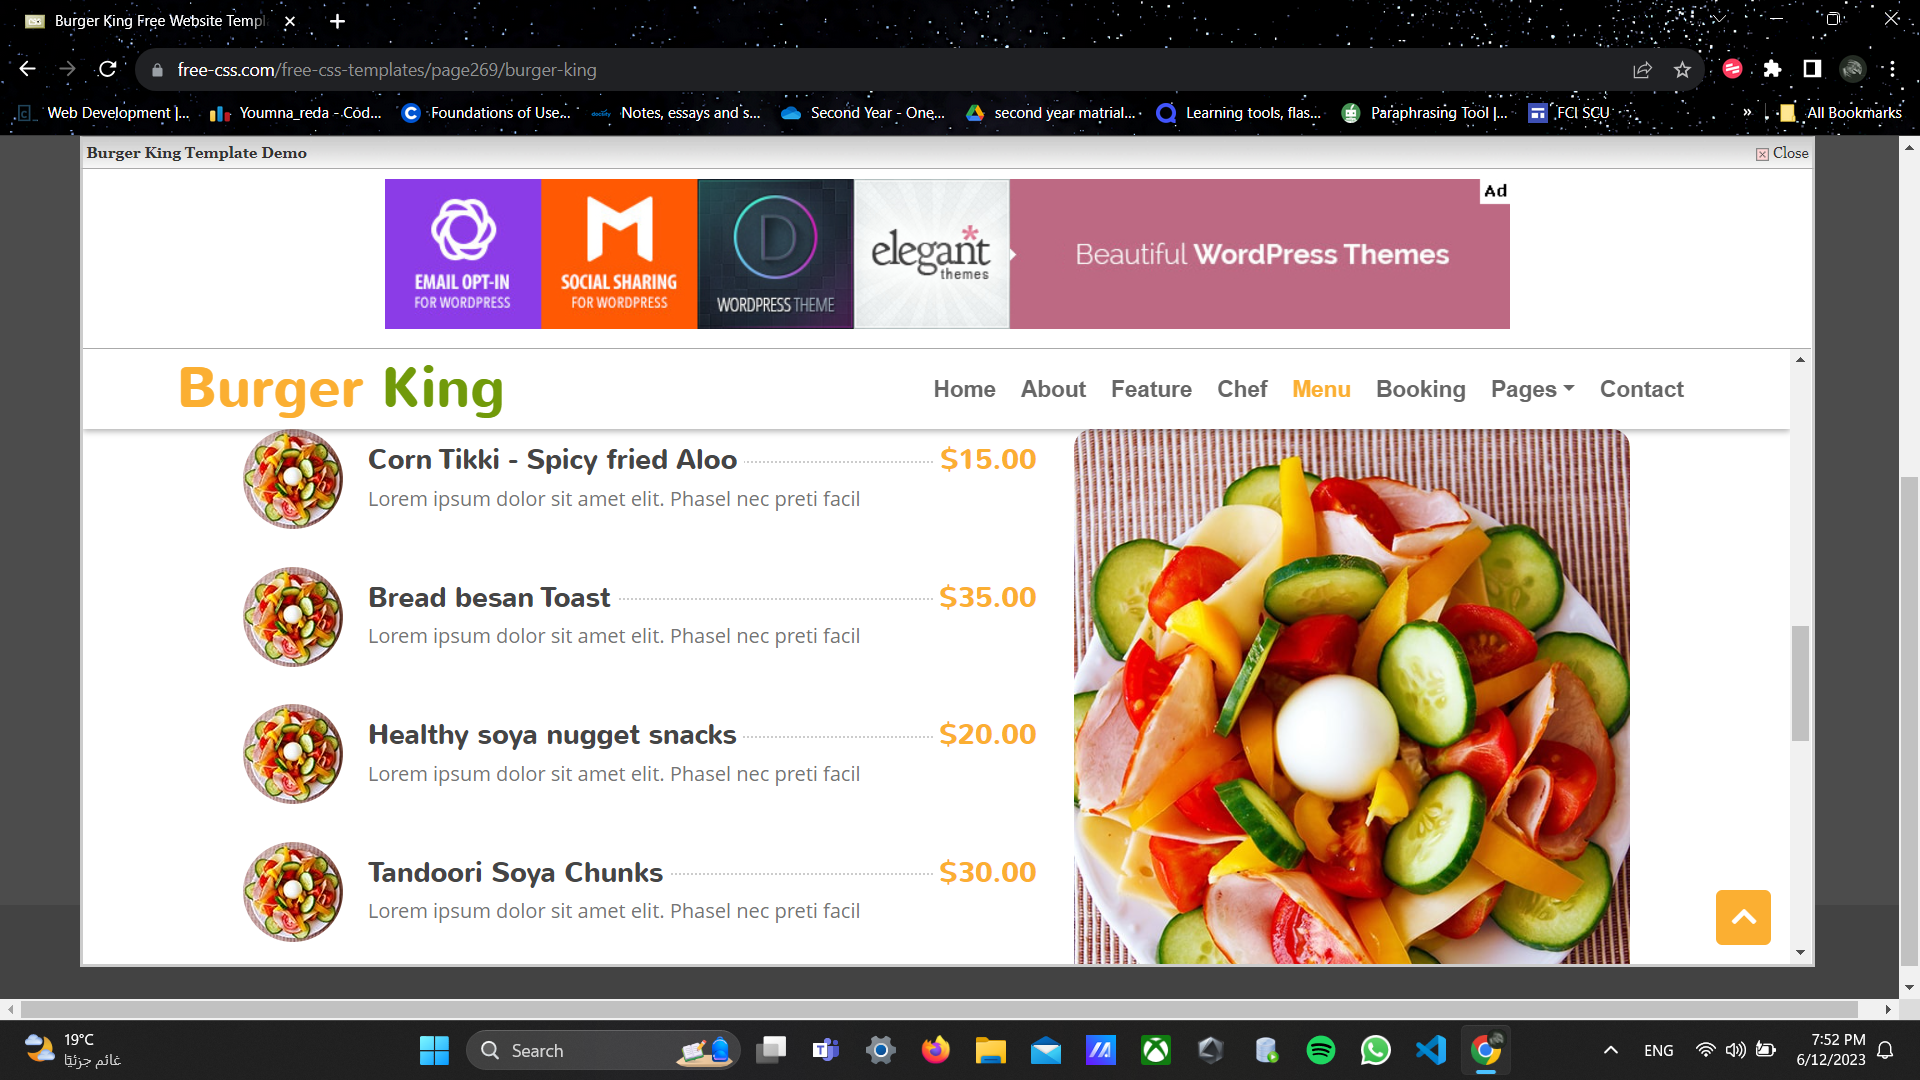 Burger King Free Website Templ
free-css.com/free-css-templates/page269/burger-king
Web Development |...
Youmna_reda - Cod...
Foundations of Use...
Notes, essays and s...
Second Year - One...
second year matrial...
Learning tools, flas...
Paraphrasing Tool |...
FCI SCU
»
All Bookmarks
Burger King Template Demo
Close
EMAIL OPT-IN
FOR WORDPRESS
SOCIAL SHARING
FOR WORDPRESS
D
WORDPRESS THEME
elegant
themes
Beautiful WordPress Themes
Ad
Burger King
Home About Feature Chef Menu Booking Pages Contact
Corn Tikki - Spicy fried Aloo $15.00
Lorem ipsum dolor sit amet elit. Phasel nec preti facil
Bread besan Toast $35.00
Lorem ipsum dolor sit amet elit. Phasel nec preti facil
Healthy soya nugget snacks $20.00
Lorem ipsum dolor sit amet elit. Phasel nec preti facil
Tandoori Soya Chunks $30.00
Lorem ipsum dolor sit amet elit. Phasel nec preti facil
19°C
غائم جزئيًا
Search
ENG
7:52 PM
6/12/2023